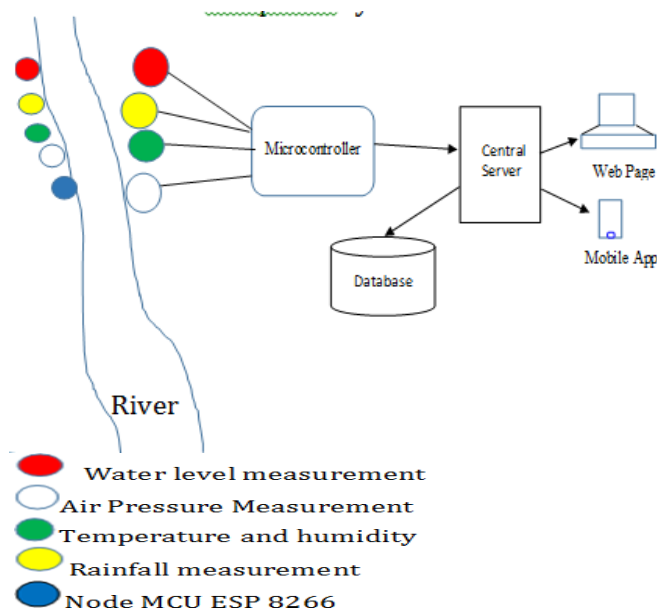 Microcontroller
Central
Server
Web Page
Mobile App
Database
River
Water level measurement
Air Pressure Measurement
Temperature and humidity
Rainfall measurement
Node MCU ESP 8266